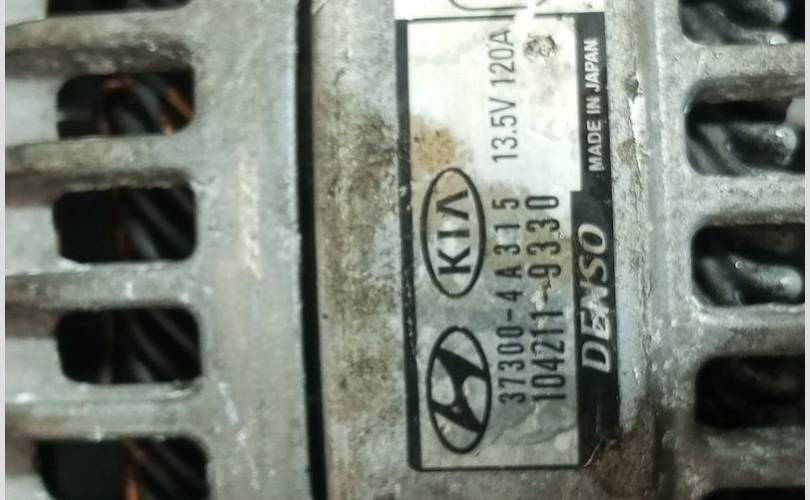 KIA 13.5V 120A
37300-4A315
104211-9330
DENSO MADE IN JAPAN